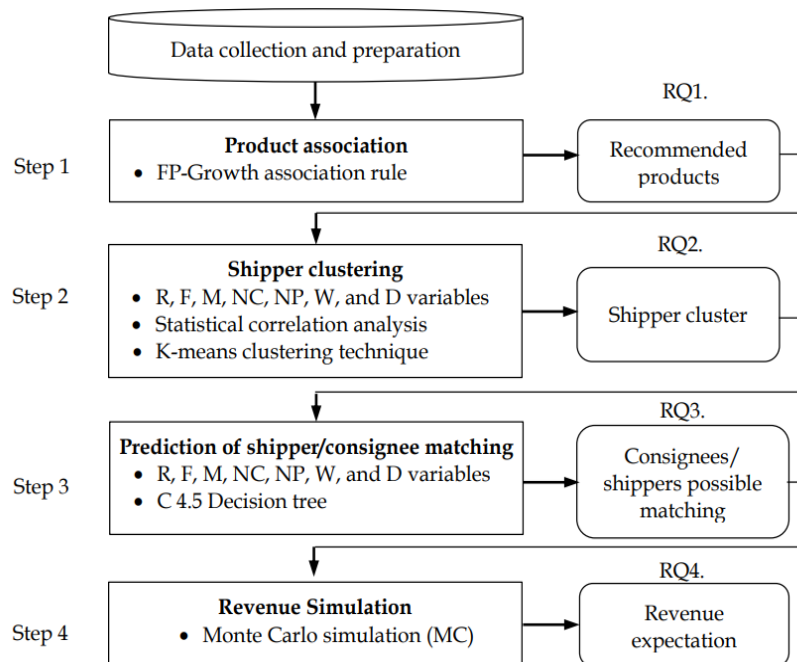 Data collection and preparation
RQ1.
Step 1
Product association
• FP-Growth association rule
Recommended
products
RQ2.
Step 2
Shipper clustering
• R, F, M, NC, NP, W, and D variables
• Statistical correlation analysis
• K-means clustering technique
Shipper cluster
RQ3.
Step 3
Prediction of shipper/consignee matching
• R, F, M, NC, NP, W, and D variables
• C 4.5 Decision tree
Consignees/
shippers possible
matching
RQ4.
Step 4
Revenue Simulation
• Monte Carlo simulation (MC)
Revenue
expectation